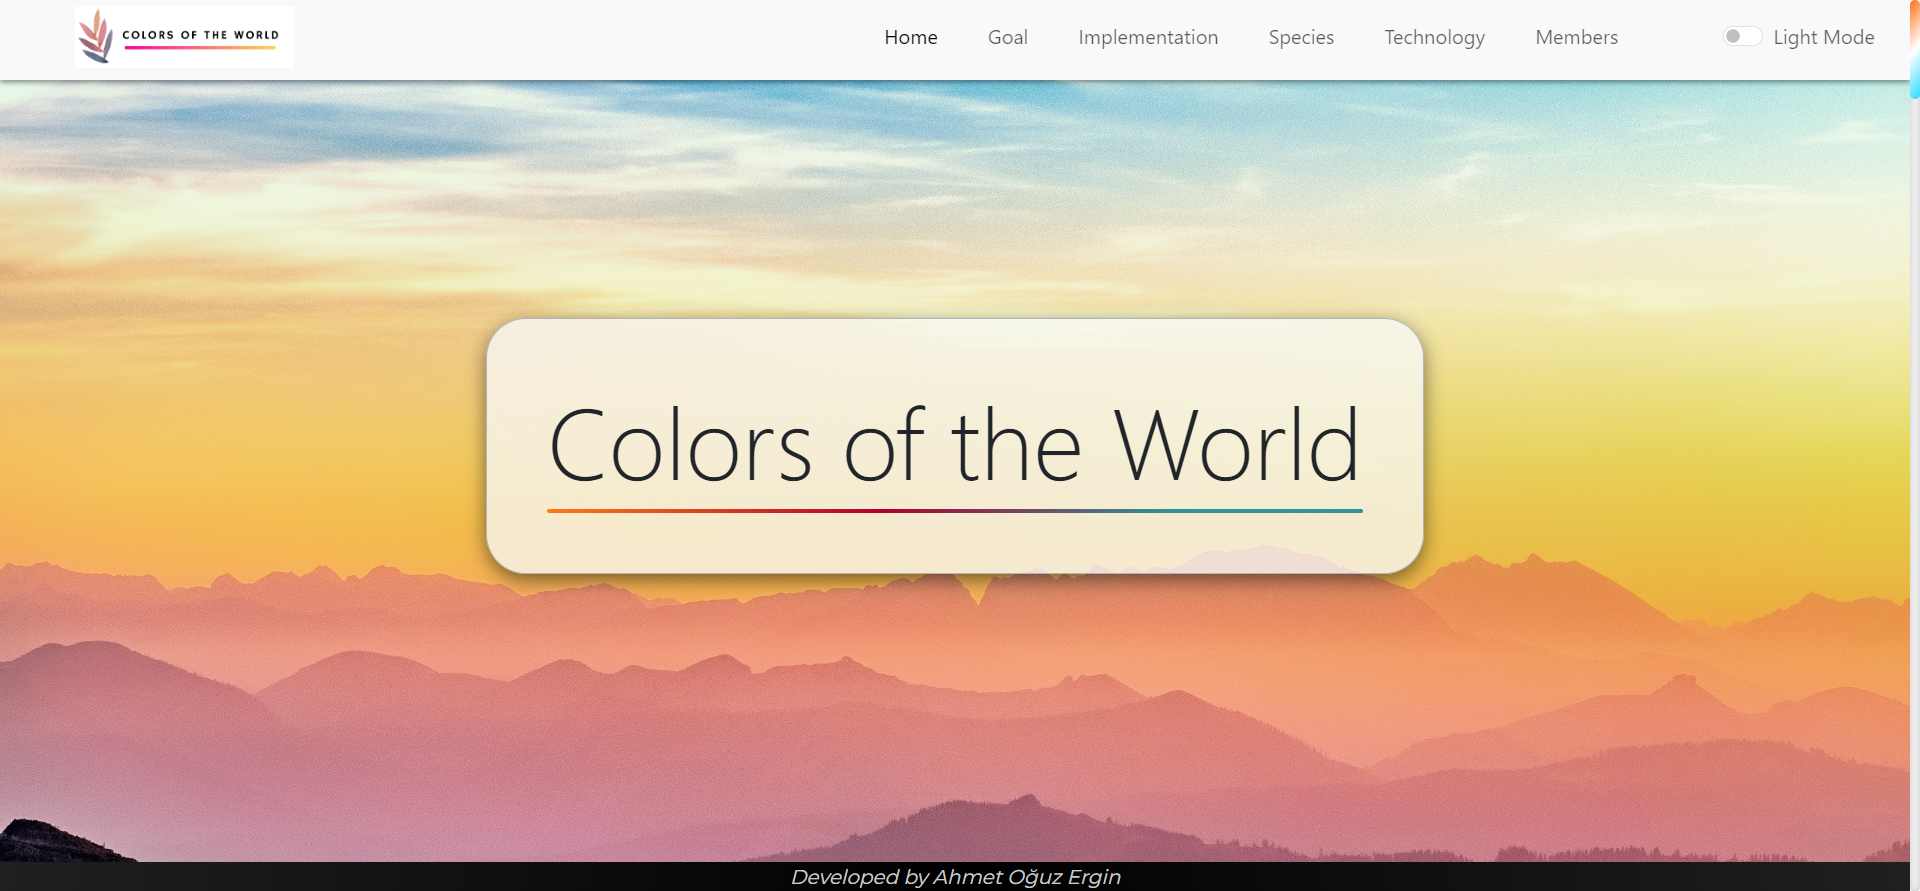 COLORS OF THE WORLD
Home Goal Implementation Species Technology Members Light Mode
Colors of the World
Developed by Ahmet Oğuz Ergin